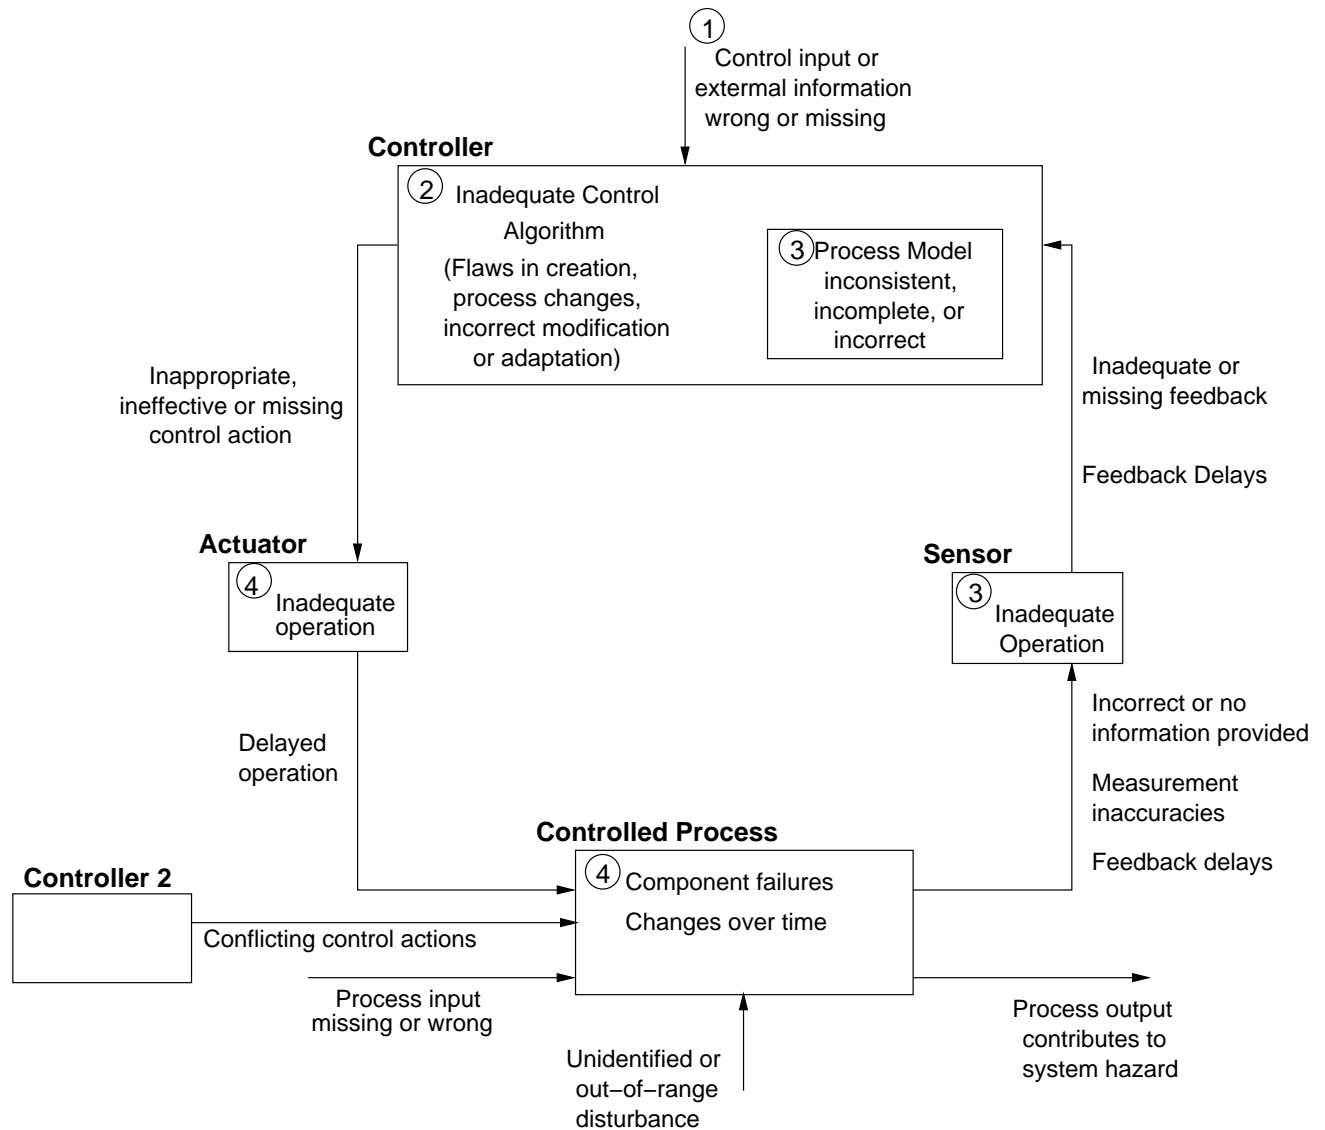 1
Control input or
extermal information
wrong or missing
Controller
2
Inadequate Control
Algorithm
(Flaws in creation,
process changes,
incorrect modification
or adaptation)
3
Process Model
inconsistent,
incomplete, or
incorrect
Inappropriate,
ineffective or missing
control action
Inadequate or
missing feedback
Feedback Delays
Actuator
4
Inadequate
operation
Sensor
3
Inadequate
Operation
Delayed
operation
Incorrect or no
information provided
Measurement
inaccuracies
Feedback delays
Controlled Process
4
Component failures
Changes over time
Controller 2
Conflicting control actions
Process input
missing or wrong
Unidentified or
out−of−range
disturbance
Process output
contributes to
system hazard